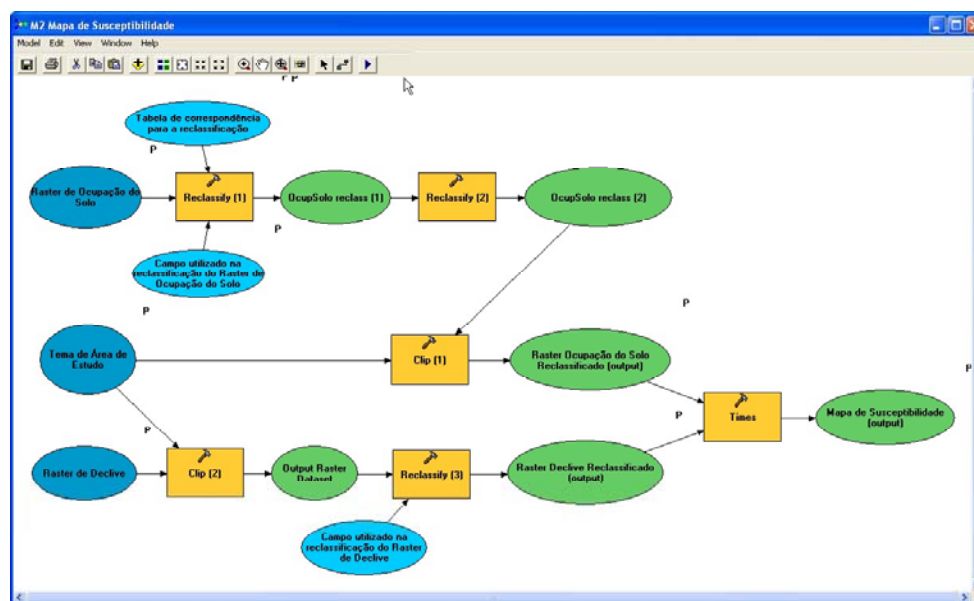 M2 Mapa de Susceptibilidade
Model Edit View Window Help
Tabela de correspondência
para a reclassificação
P
Raster de Ocupação do
Solo
Reclassify (1)
OcupSolo reclass (1)
Reclassify (2)
OcupSolo reclass (2)
P
Campo utilizado na
reclassificação do Raster de
Ocupação do Solo
P
P
Tema de Área de
Estudo
Clip (1)
Raster Ocupação do Solo
Reclassificado (output)
P
Times
P
Mapa de Susceptibilidade
(output)
P
Raster de Declive
Clip (2)
Output Raster
Dataset
Reclassify (3)
Raster Declive Reclassificado
(output)
Campo utilizado na
reclassificação do Raster
de Declive